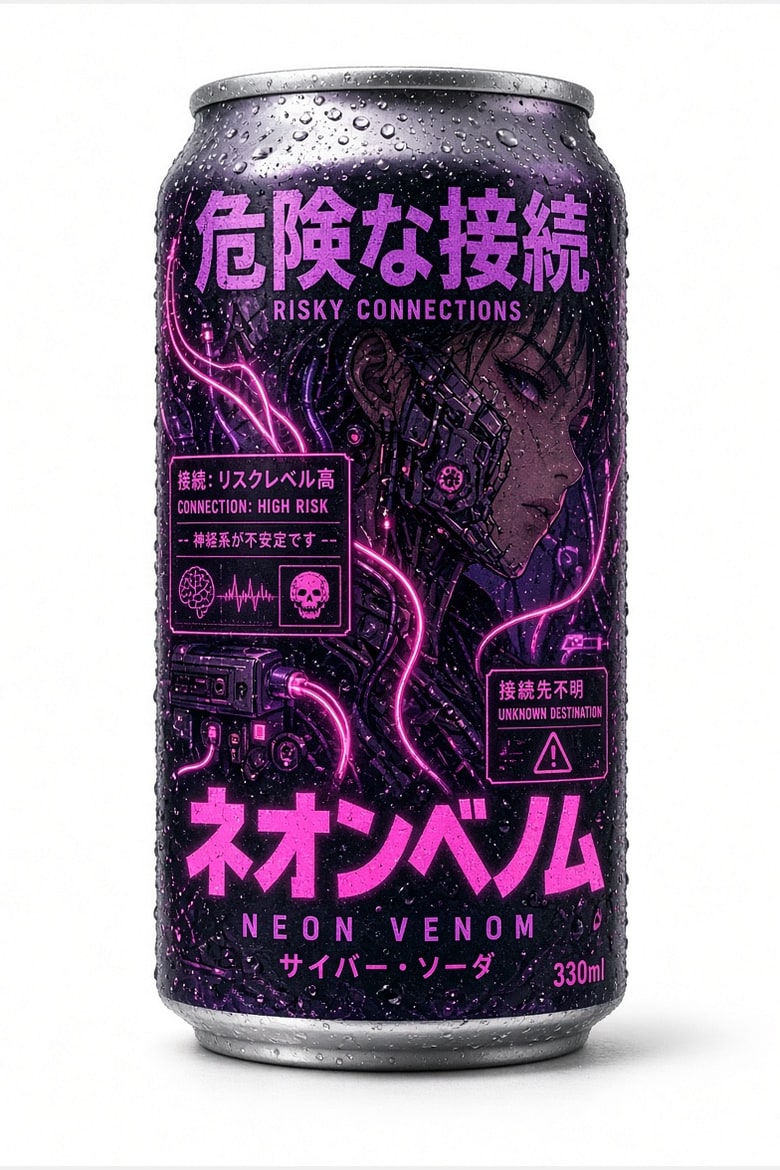 危険な接続
RISKY CONNECTIONS
接続: リスクレベル高
CONNECTION: HIGH RISK
-- 神経系が不安定です --
接続先不明
UNKNOWN DESTINATION
ネオンベノム
NEON VENOM
サイバー・ソーダ
330ml